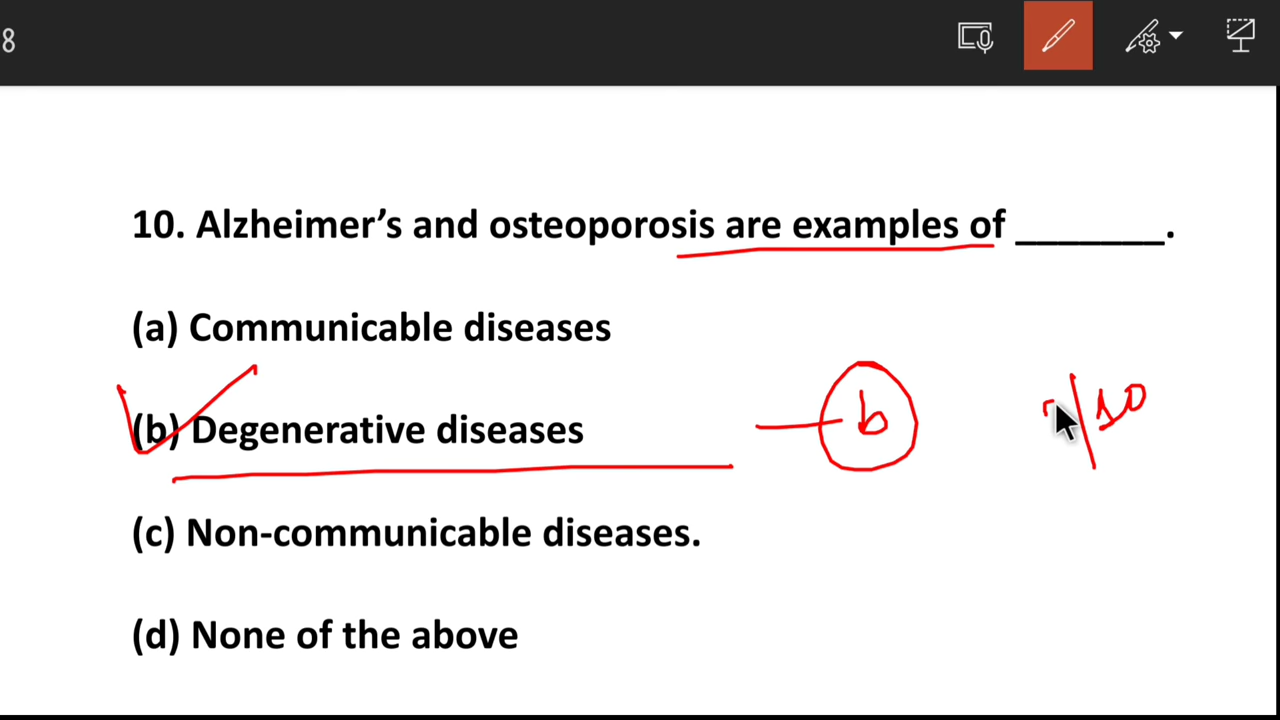 8
10. Alzheimer’s and osteoporosis are examples of _______.
(a) Communicable diseases
(b) Degenerative diseases
b
/10
(c) Non-communicable diseases.
(d) None of the above